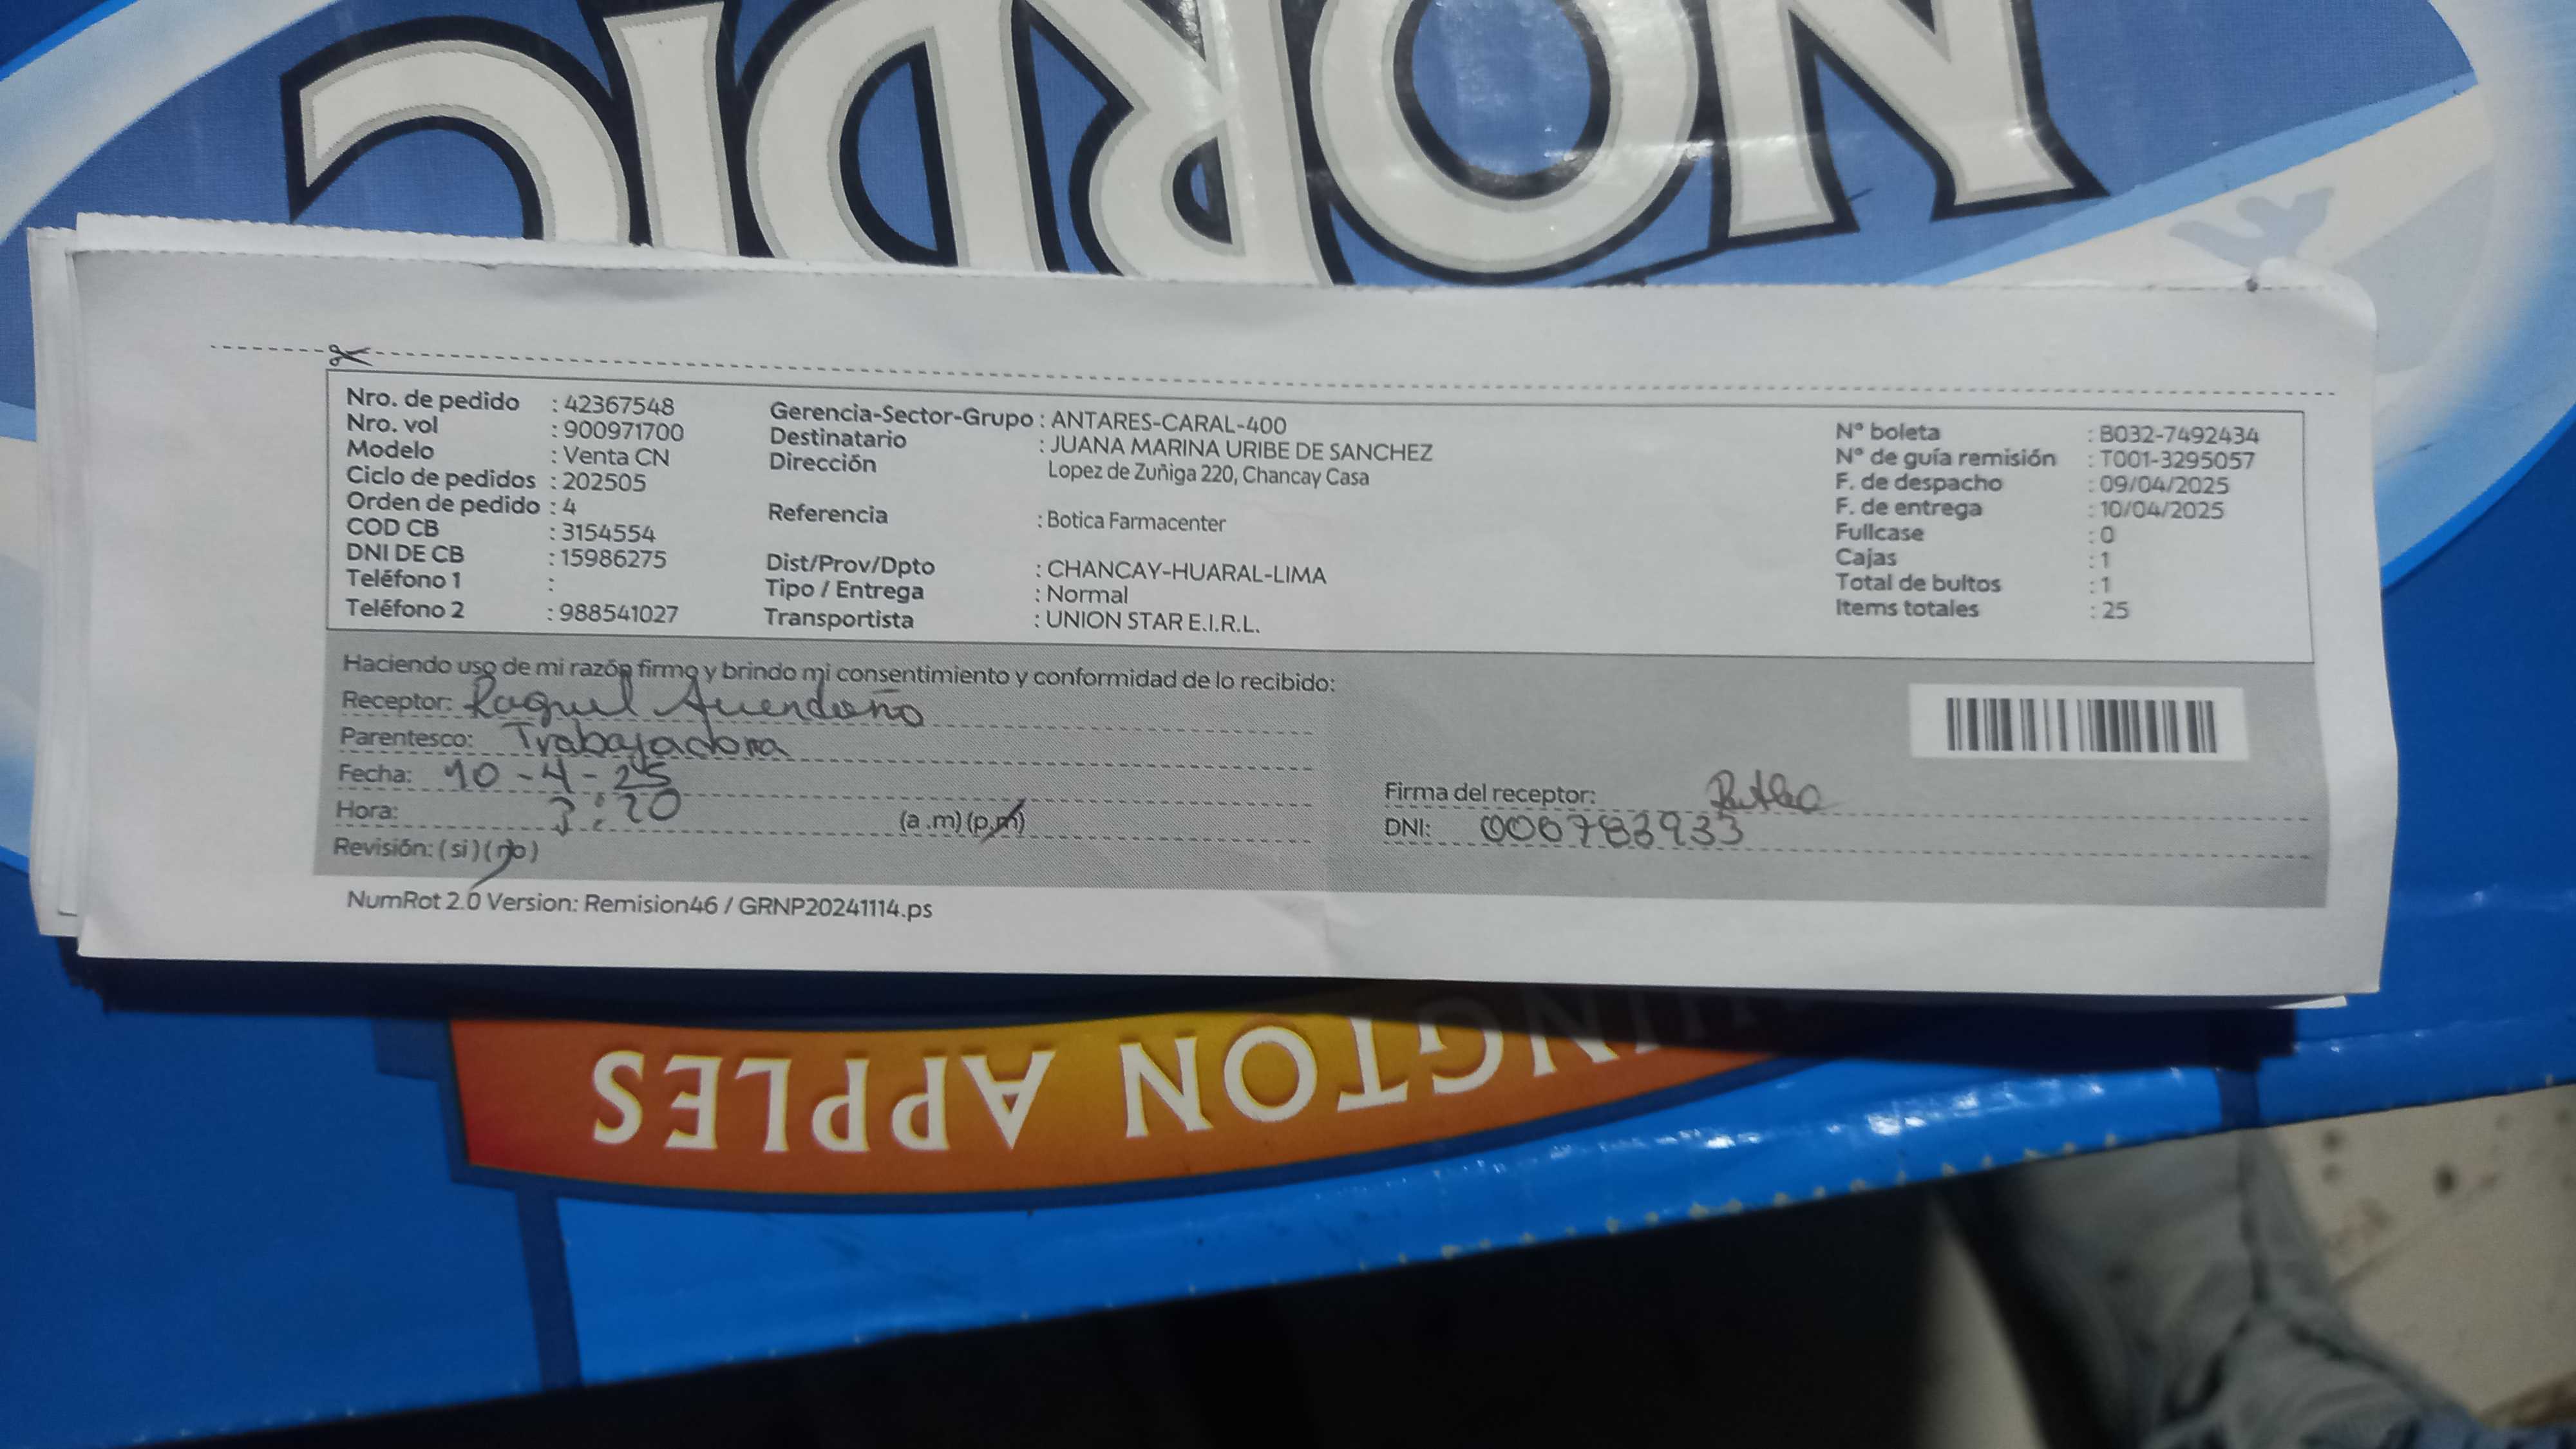 NORDIC
Nro. de pedido : 42367548
Nro. vol : 900971700
Modelo : Venta CN
Ciclo de pedidos : 202505
Orden de pedido : 4
COD CB : 3154554
DNI DE CB : 15986275
Teléfono 1 :
Teléfono 2 : 988541027
Gerencia-Sector-Grupo : ANTARES-CARAL-400
Destinatario : JUANA MARINA URIBE DE SANCHEZ
Dirección Lopez de Zuñiga 220, Chancay Casa
Referencia : Botica Farmacenter
Dist/Prov/Dpto : CHANCAY-HUARAL-LIMA
Tipo / Entrega : Normal
Transportista : UNION STAR E.I.R.L.
N° boleta : B032-7492434
N° de guía remisión : T001-3295057
F. de despacho : 09/04/2025
F. de entrega : 10/04/2025
Fullcase : 0
Cajas : 1
Total de bultos : 1
Items totales : 25
Haciendo uso de mi razón firmo y brindo mi consentimiento y conformidad de lo recibido:
Receptor: Raquel Avendaño
Parentesco: Trabajadora
Fecha: 10-4-25
Hora: 3:20 (a.m) (p.m)
Revisión: (si) (no)
Firma del receptor:
DNI: 006783933
NumRot 2.0 Version: Remision46 / GRNP20241114.ps
INGTON APPLES